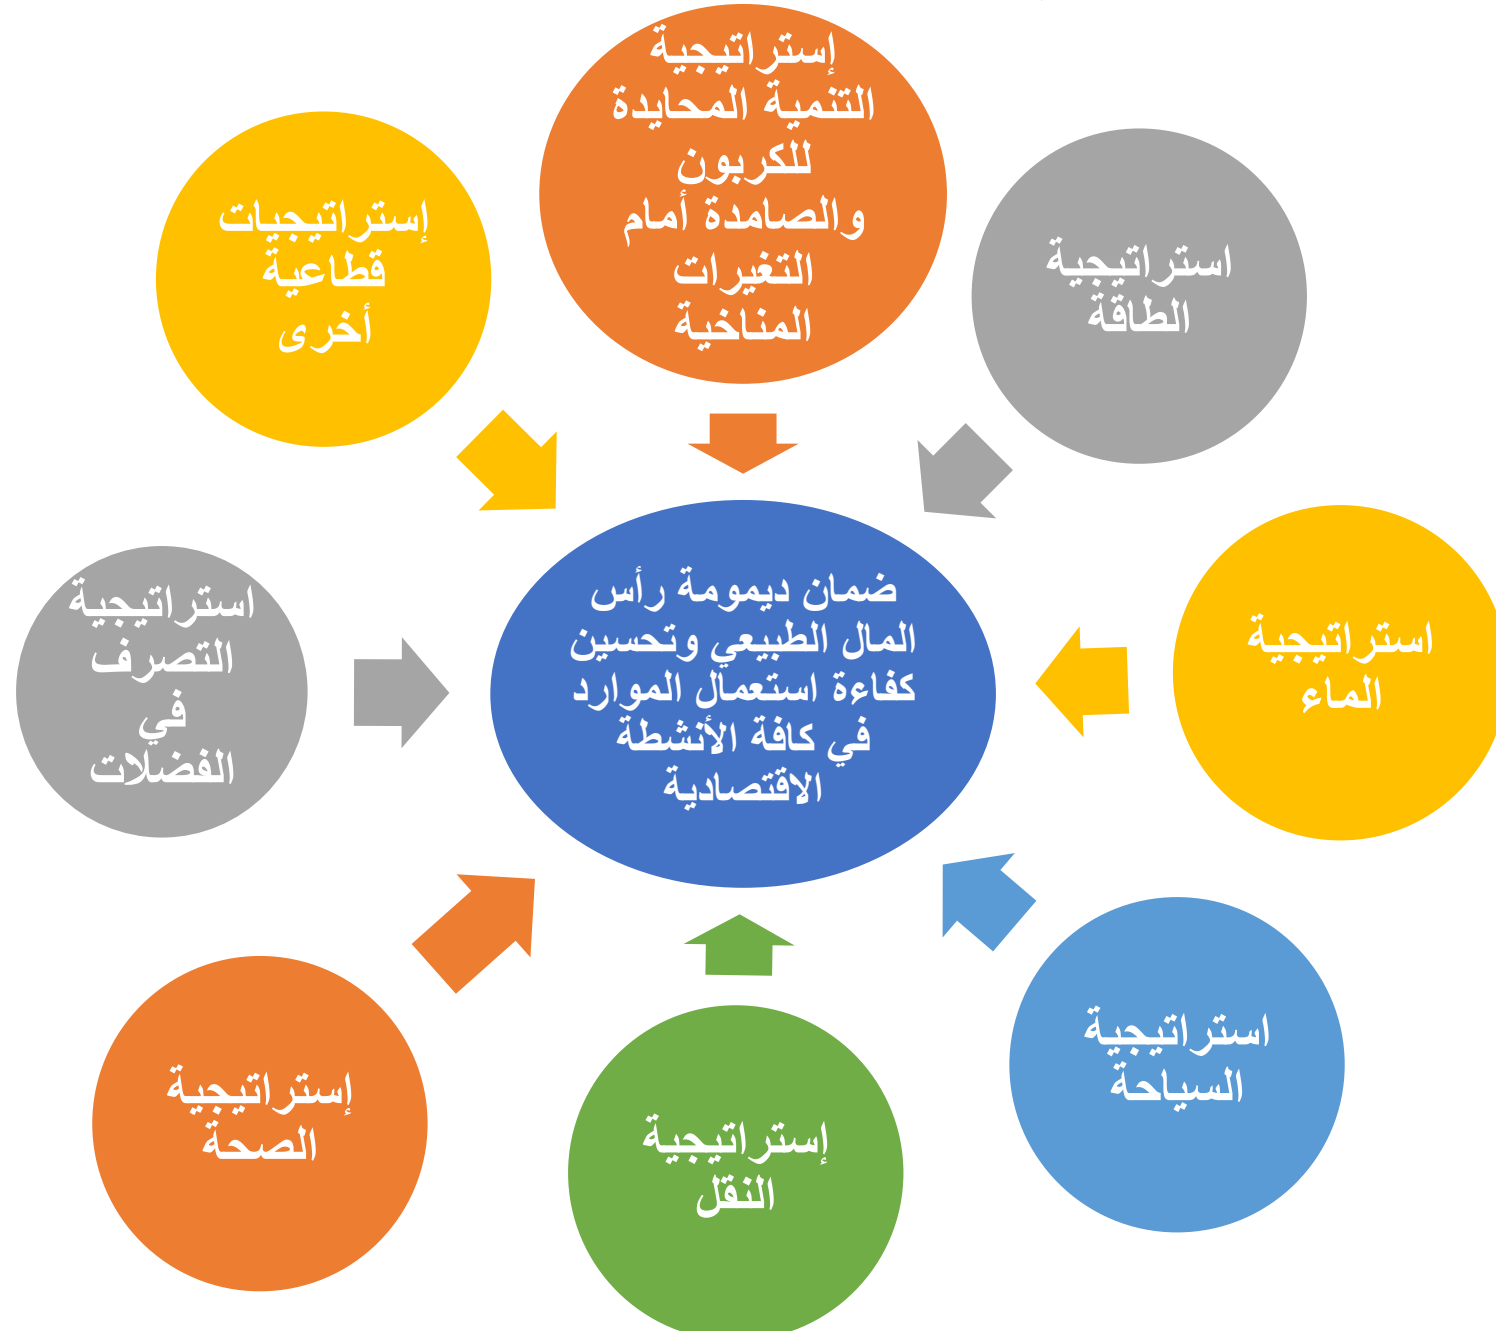 إستراتيجية
التنمية المحايدة
للكربون
والصامدة أمام
التغيرات
المناخية
استراتيجية
الطاقة
استراتيجية
الماء
استراتيجية
السياحة
إستراتيجية
النقل
إستراتيجية
الصحة
استراتيجية
التصرف
في
الفضلات
إستراتيجيات
قطاعية
أخرى
ضمان ديمومة رأس
المال الطبيعي وتحسين
كفاءة استعمال الموارد
في كافة الأنشطة
الاقتصادية